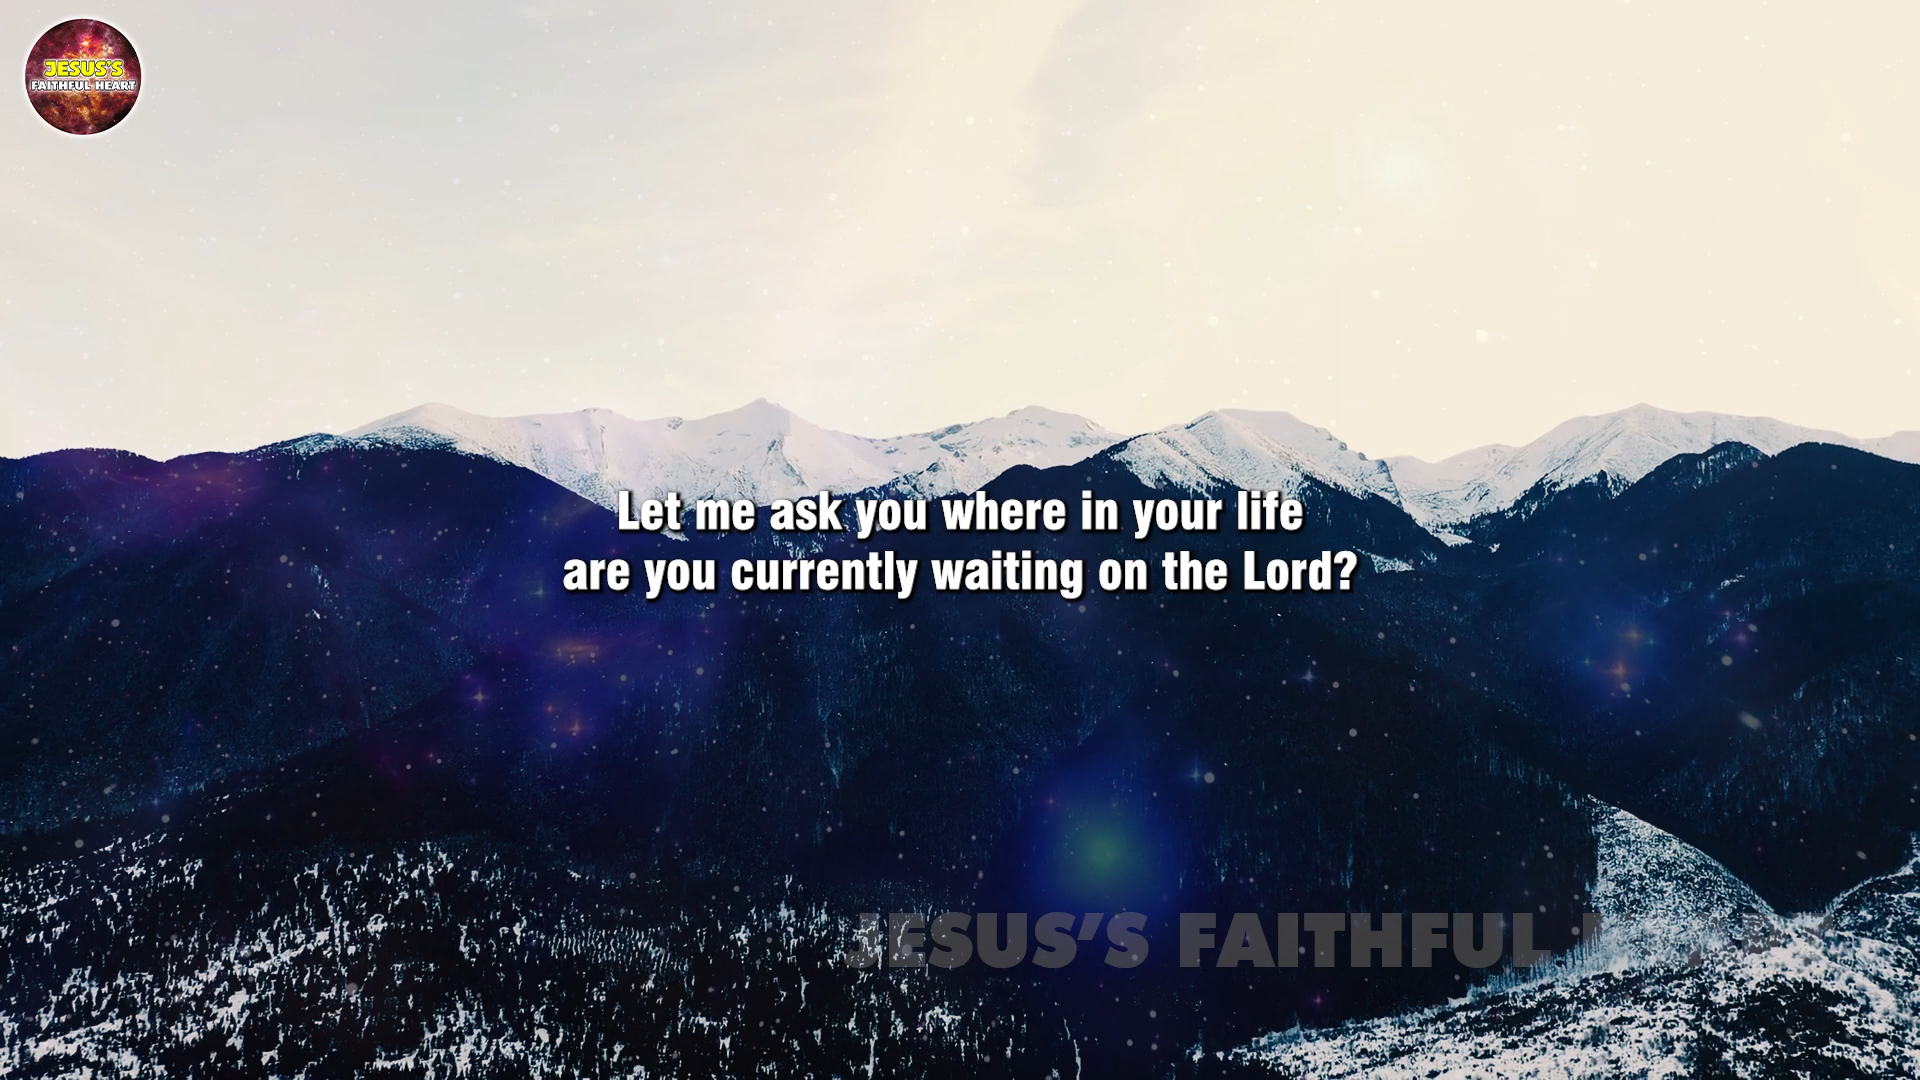 JESUS'S
FAITHFUL HEART
Let me ask you where in your life
are you currently waiting on the Lord?
JESUS'S FAITHFUL